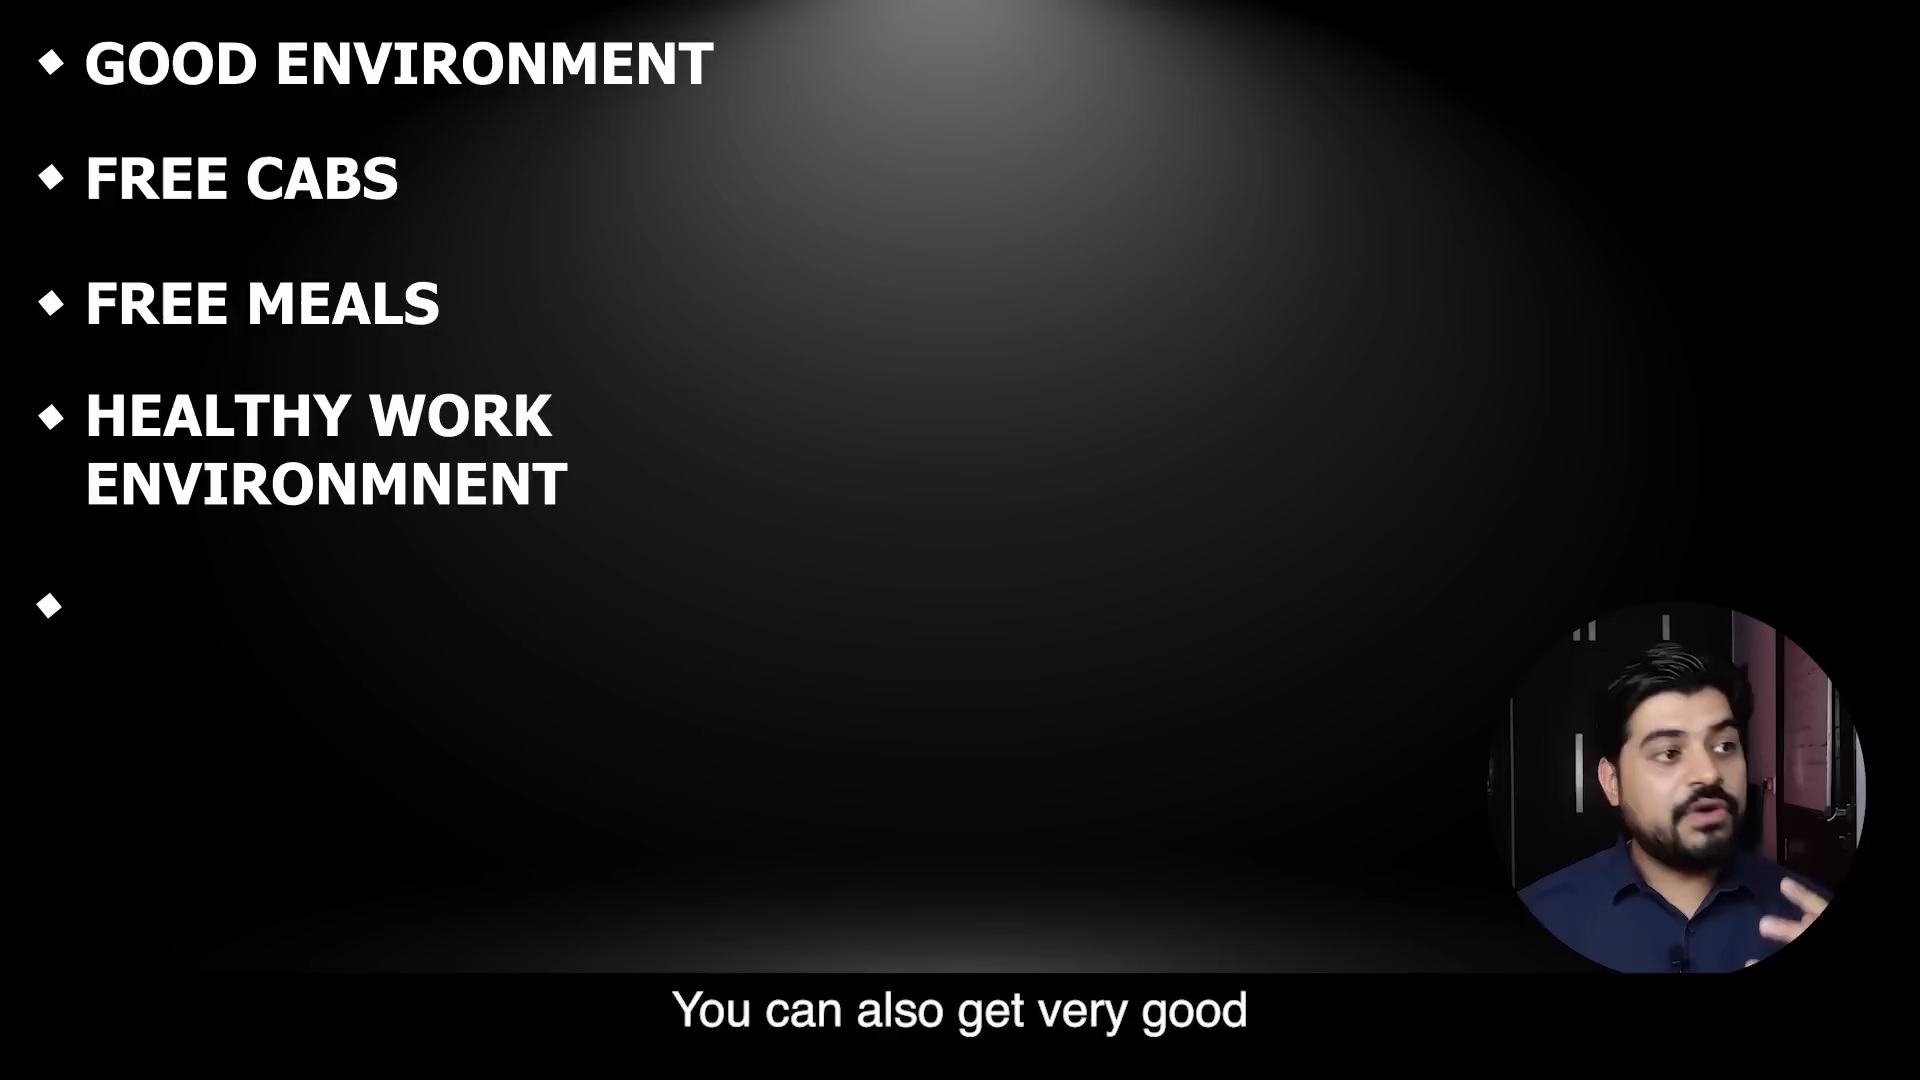 GOOD ENVIRONMENT
FREE CABS
FREE MEALS
HEALTHY WORK
ENVIRONMNENT
You can also get very good